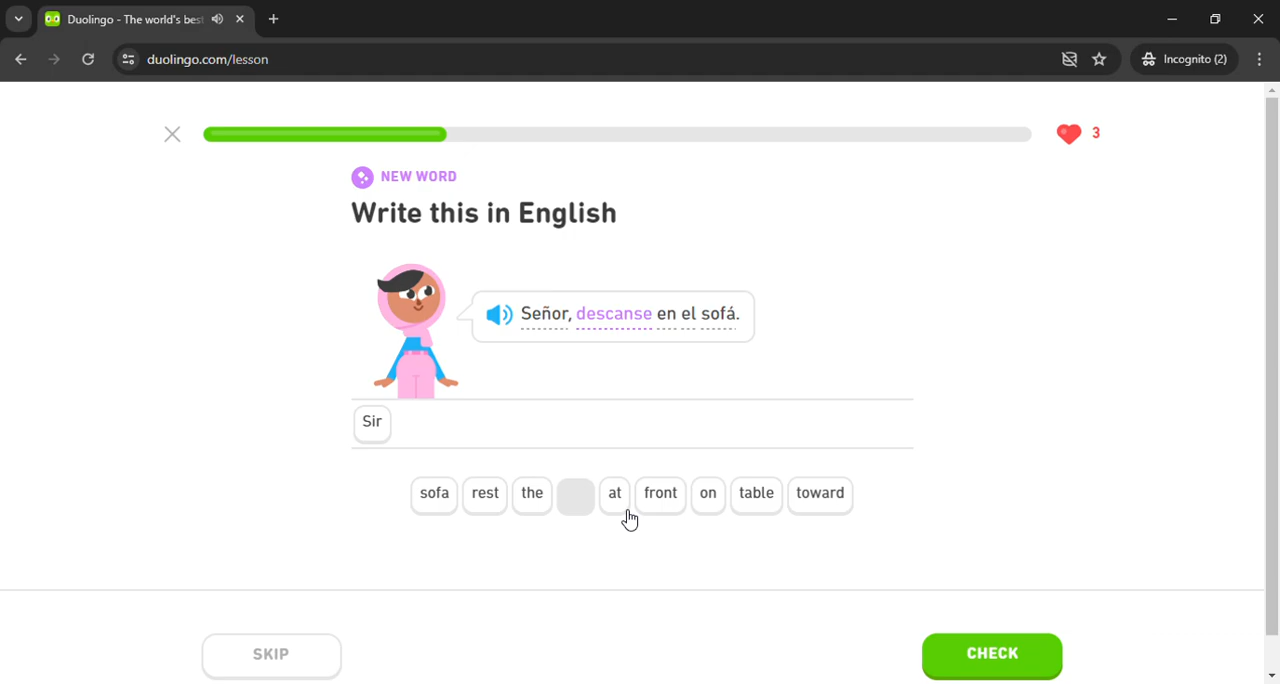 Duolingo - The world's bes
duolingo.com/lesson
Incognito (2)
3
NEW WORD
Write this in English
Señor, descanse en el sofá.
Sir
sofa rest the at front on table toward
SKIP
CHECK